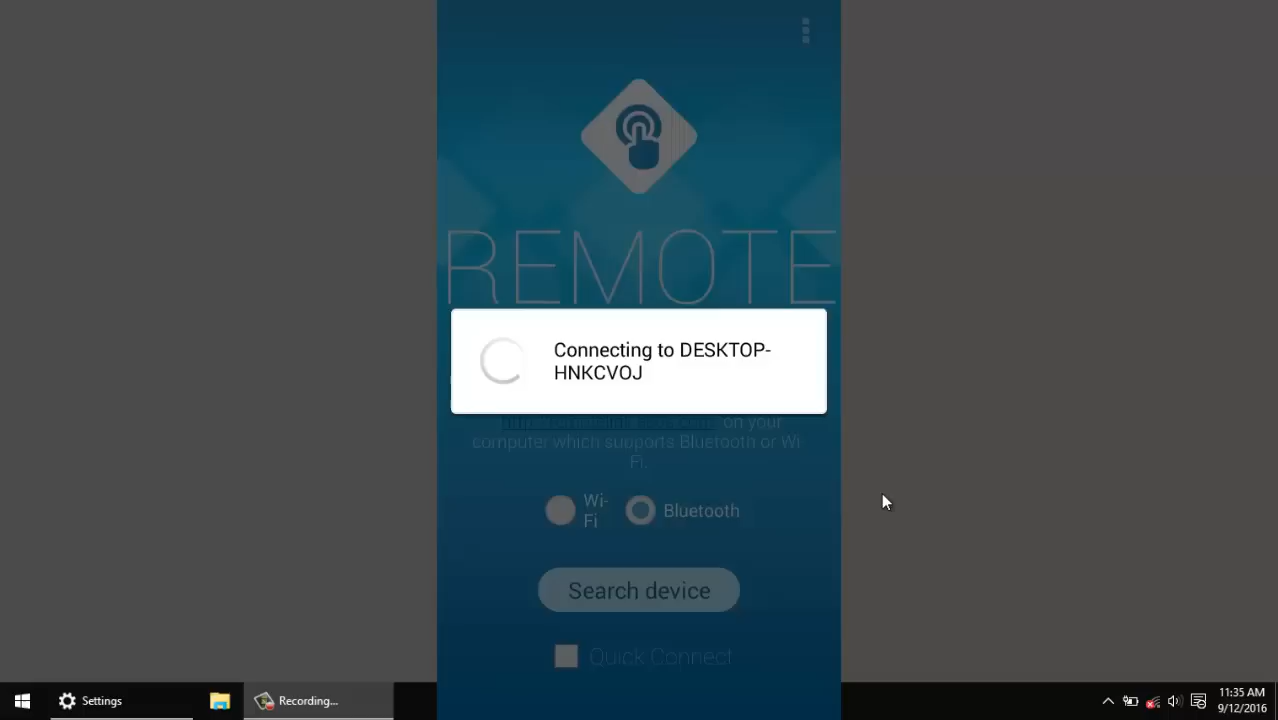 REMOTE
Connecting to DESKTOP-
HNKCVOJ
on your
computer which supports Bluetooth or Wi
Fi.
Wi-
Fi
Bluetooth
Search device
Quick Connect
Settings
Recording...
11:35 AM
9/12/2016